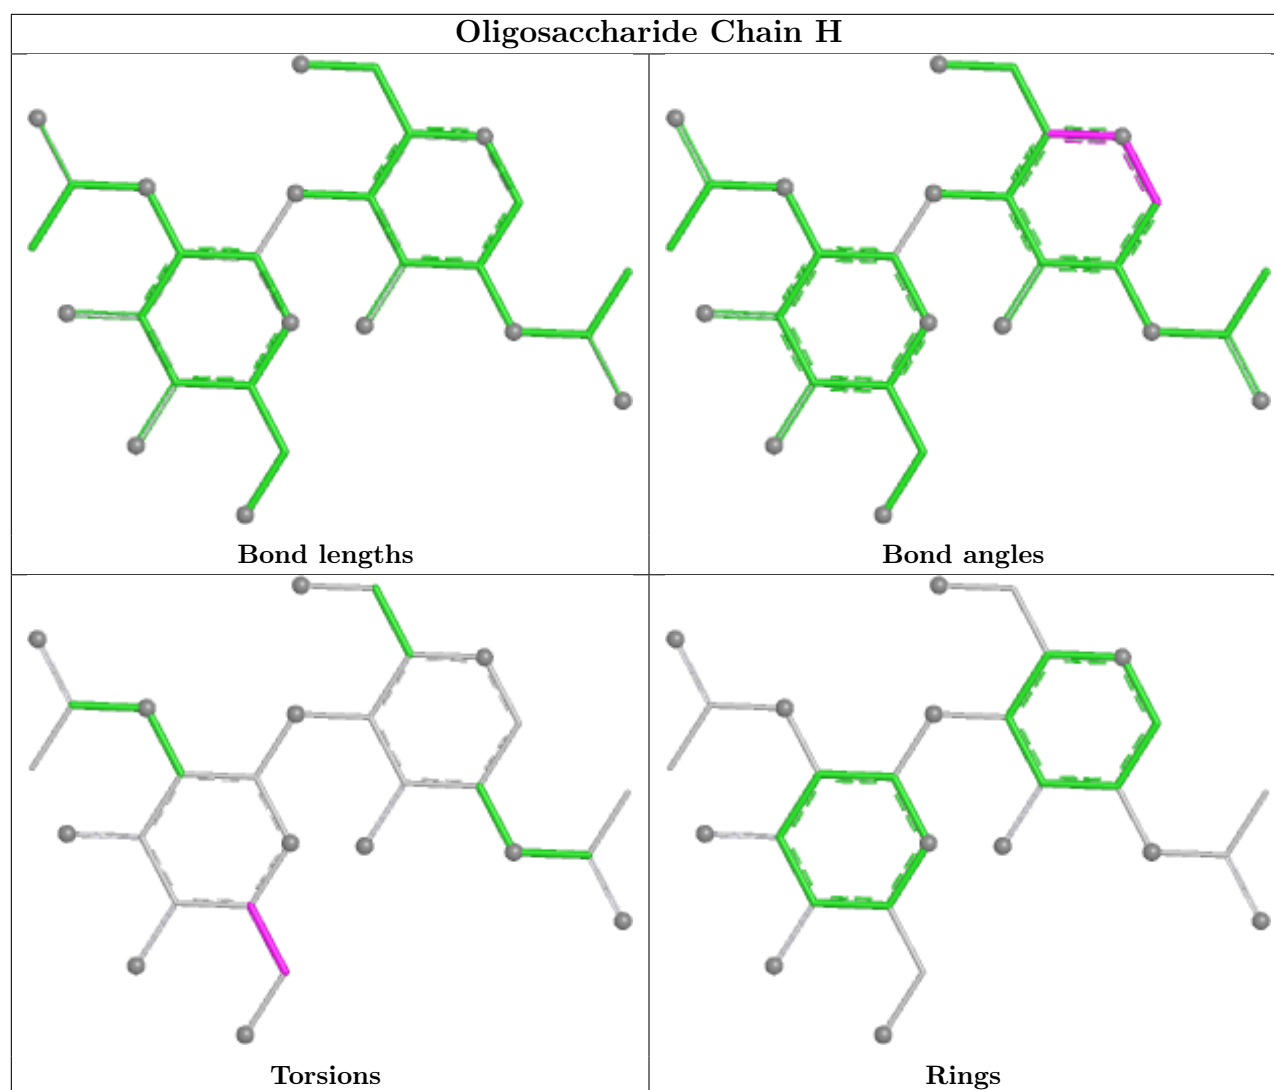 Oligosaccharide Chain H
Bond lengths
Bond angles
Torsions
Rings